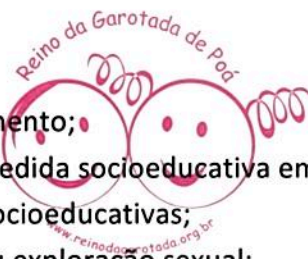 Reino da Garotada de Poá
mento;
edida socioeducativa em
ocioeducativas;
www.reinodagarotada.org.br
exploração sexual;